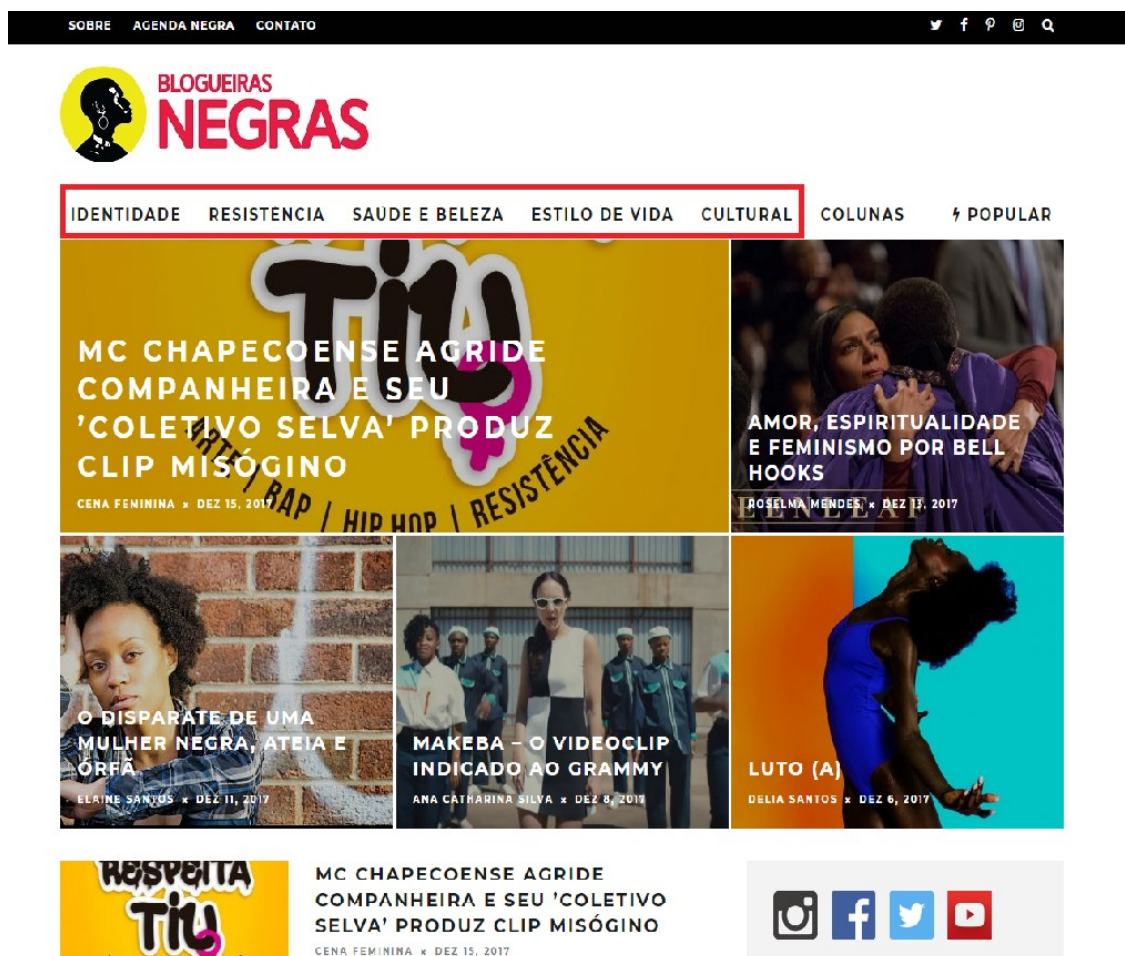 SOBRE AGENDA NEGRA CONTATO
BLOGUEIRAS
NEGRAS
IDENTIDADE RESISTÊNCIA SAÚDE E BELEZA ESTILO DE VIDA CULTURAL COLUNAS POPULAR
TIU
MC CHAPECOENSE AGRIDE
COMPANHEIRA E SEU
'COLETIVO SELVA' PRODUZ
CLIP MISÓGINO
CENA FEMININA x DEZ 15, 2017
ARTE | RAP | HIP HOP | RESISTÊNCIA
AMOR, ESPIRITUALIDADE
E FEMINISMO POR BELL
HOOKS
ROSELMA MENDES x DEZ 13, 2017
O DISPARATE DE UMA
MULHER NEGRA, ATEIA E
ÓRFÃ
ELAINE SANTOS x DEZ 11, 2017
MAKEBA – O VIDEOCLIP
INDICADO AO GRAMMY
ANA CATHARINA SILVA x DEZ 8, 2017
LUTO (A)
DELIA SANTOS x DEZ 6, 2017
RESPEITA
TIU
MC CHAPECOENSE AGRIDE
COMPANHEIRA E SEU 'COLETIVO
SELVA' PRODUZ CLIP MISÓGINO
CENA FEMININA x DEZ 15, 2017